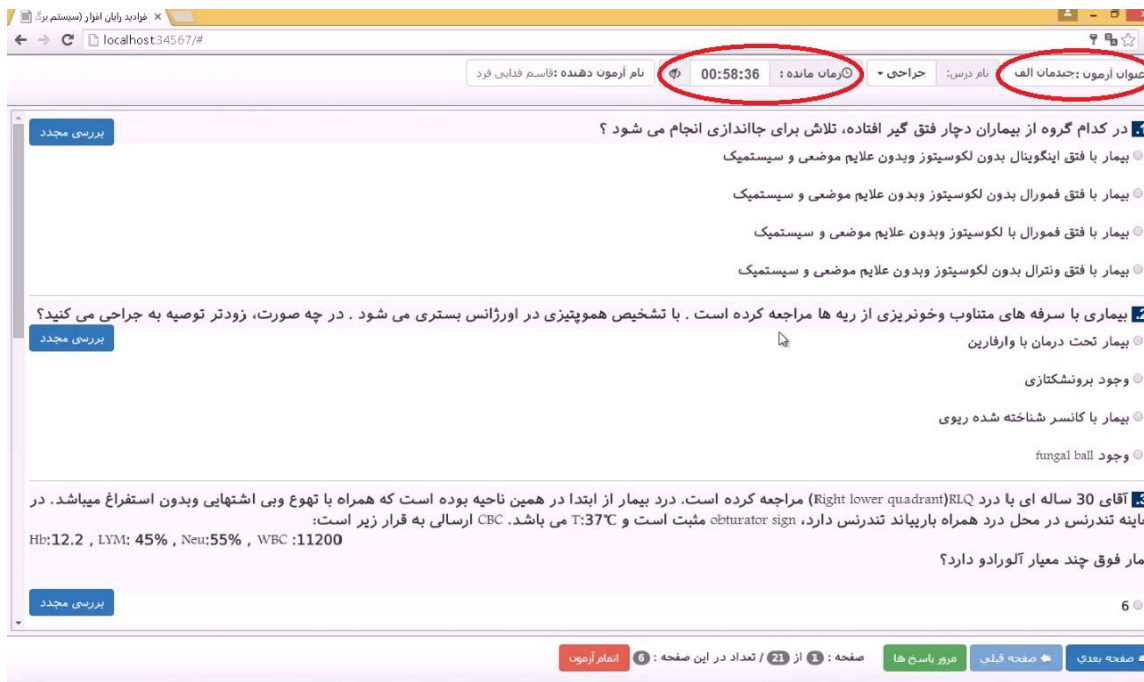 فرادید رایان افزار (سیستم برگ
localhost:34567/#
عنوان آزمون :چیدمان الف
نام درس: جراحی
زمان مانده : 00:58:36
نام آزمون دهنده :قاسم فدایی فرد
1. در کدام گروه از بیماران دچار فتق گیر افتاده، تلاش برای جااندازی انجام می شود ؟
بررسی مجدد
بیمار با فتق اینگوینال بدون لکوسیتوز وبدون علایم موضعی و سیستمیک
بیمار با فتق فمورال بدون لکوسیتوز وبدون علایم موضعی و سیستمیک
بیمار با فتق فمورال با لکوسیتوز وبدون علایم موضعی و سیستمیک
بیمار با فتق ونترال بدون لکوسیتوز وبدون علایم موضعی و سیستمیک
2. بیماری با سرفه های متناوب وخونریزی از ریه ها مراجعه کرده است . با تشخیص هموپتیزی در اورژانس بستری می شود . در چه صورت، زودتر توصیه به جراحی می کنید؟
بررسی مجدد
بیمار تحت درمان با وارفارین
وجود برونشکتازی
بیمار با کانسر شناخته شده ریوی
وجود fungal ball
3. آقای 30 ساله ای با درد RLQ(Right lower quadrant) مراجعه کرده است. درد بیمار از ابتدا در همین ناحیه بوده است که همراه با تهوع وبی اشتهایی وبدون استفراغ میباشد. در
اینه تندرنس در محل درد همراه باریباند تندرنس دارد، obturator sign مثبت است و T:37℃ می باشد. CBC ارسالی به قرار زیر است:
Hb:12.2 , LYM: 45% , Neu:55% , WBC :11200
مار فوق چند معیار آلورادو دارد؟
بررسی مجدد
6
صفحه بعدی
صفحه قبلی
مرور پاسخ ها
صفحه : 1 از 21 / تعداد در این صفحه : 6
اتمام آزمون